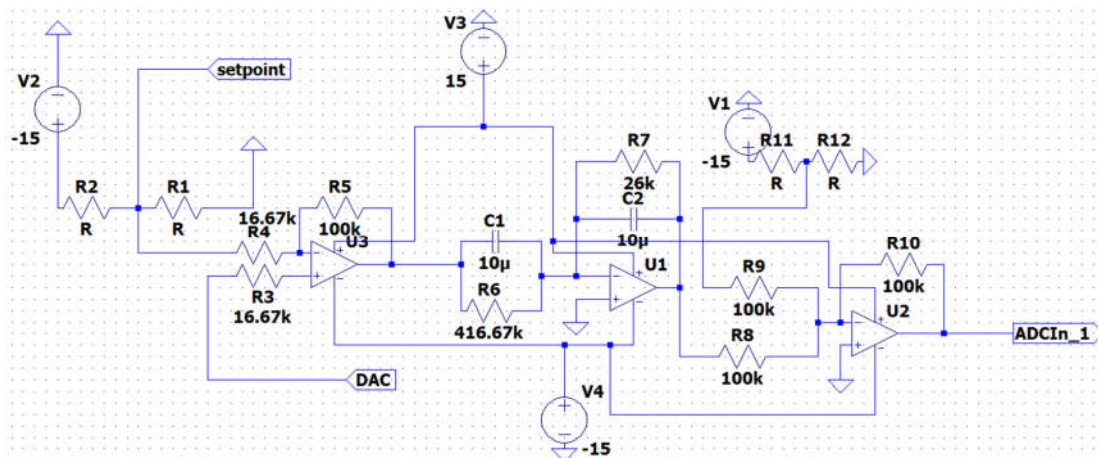 V3
15
setpoint
V2
-15
V1
-15
R11
R
R12
R
R7
26k
C2
10µ
R2
R
R1
R
R5
100k
16.67k
R4
U3
R3
16.67k
C1
10µ
R6
416.67k
U1
R10
100k
R9
100k
U2
R8
100k
ADCIn_1
DAC
V4
-15